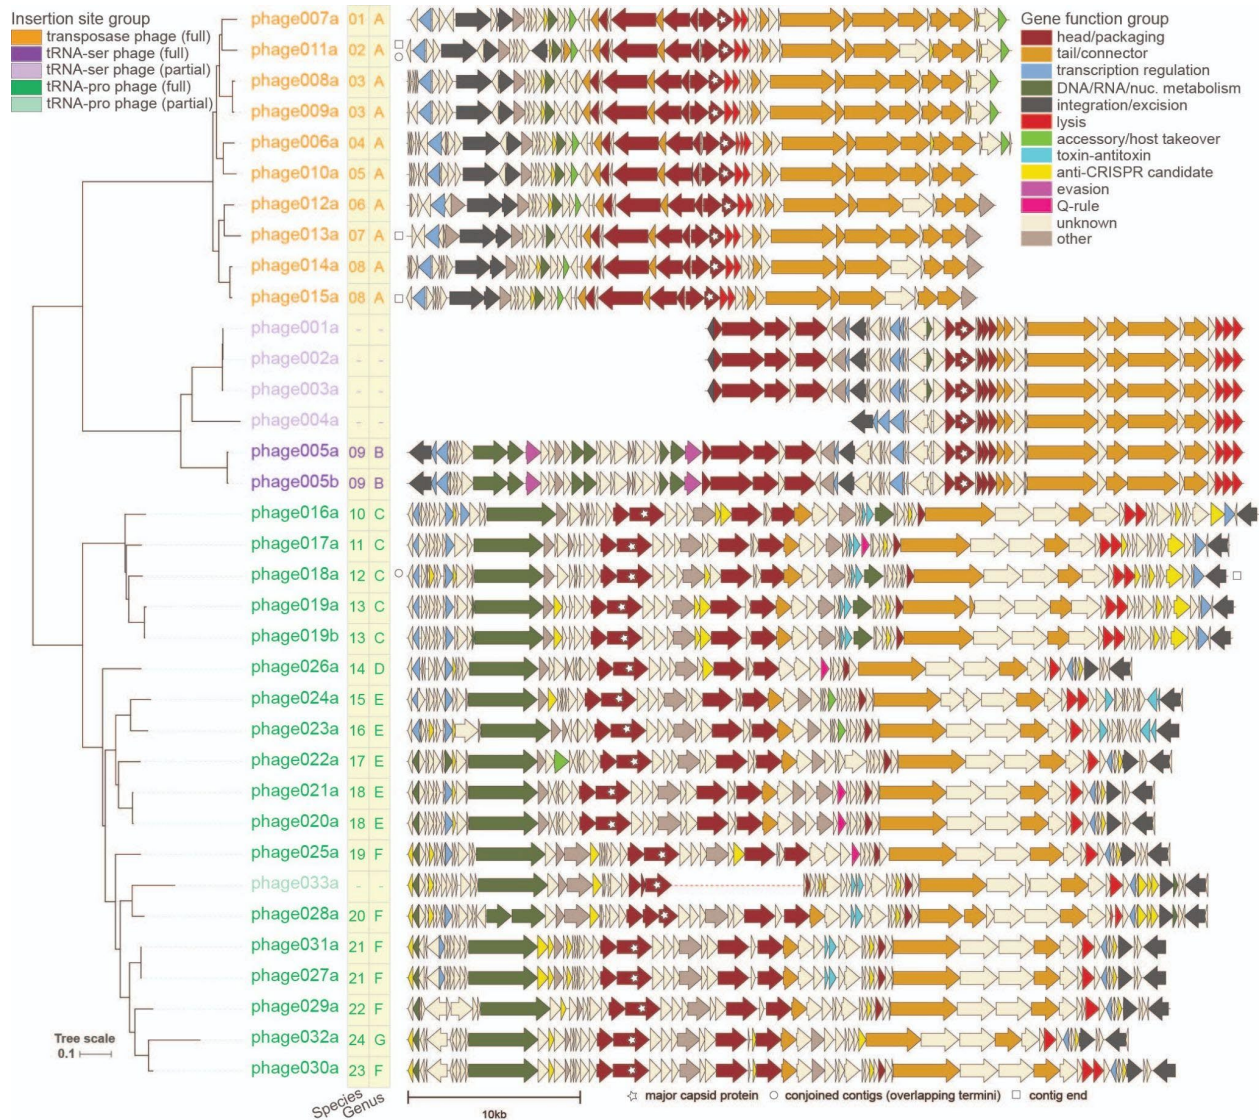 Insertion site group
transposase phage (full)
tRNA-ser phage (full)
tRNA-ser phage (partial)
tRNA-pro phage (full)
tRNA-pro phage (partial)
Gene function group
head/packaging
tail/connector
transcription regulation
DNA/RNA/nuc. metabolism
integration/excision
lysis
accessory/host takeover
toxin-antitoxin
anti-CRISPR candidate
evasion
Q-rule
unknown
other
phage007a 01 A
phage011a 02 A
phage008a 03 A
phage009a 03 A
phage006a 04 A
phage010a 05 A
phage012a 06 A
phage013a 07 A
phage014a 08 A
phage015a 08 A
phage001a - -
phage002a - -
phage003a - -
phage004a - -
phage005a 09 B
phage005b 09 B
phage016a 10 C
phage017a 11 C
phage018a 12 C
phage019a 13 C
phage019b 13 C
phage026a 14 D
phage024a 15 E
phage023a 16 E
phage022a 17 E
phage021a 18 E
phage020a 18 E
phage025a 19 F
phage033a - -
phage028a 20 F
phage031a 21 F
phage027a 21 F
phage029a 22 F
phage032a 24 G
phage030a 23 F
Tree scale
0.1
Species
Genus
10kb
major capsid protein
conjoined contigs (overlapping termini)
contig end